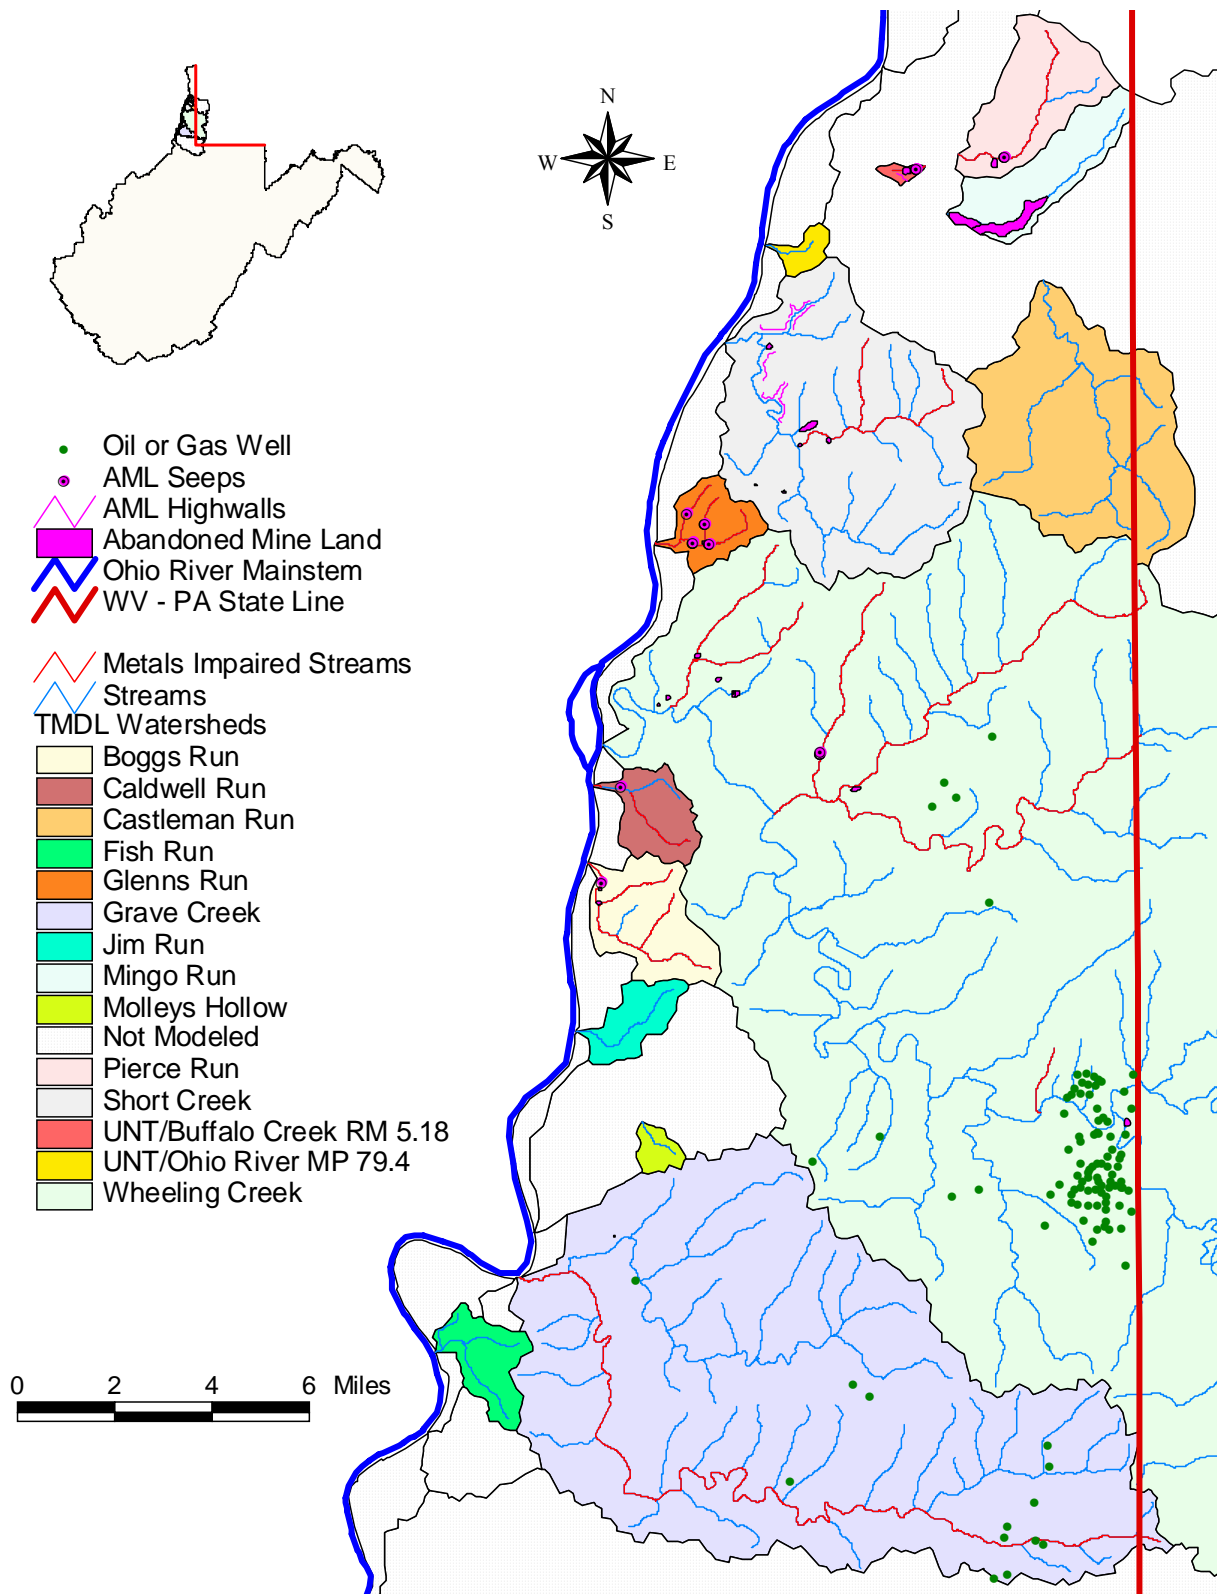 N
W E
S
Oil or Gas Well
AML Seeps
AML Highwalls
Abandoned Mine Land
Ohio River Mainstem
WV - PA State Line
Metals Impaired Streams
Streams
TMDL Watersheds
Boggs Run
Caldwell Run
Castleman Run
Fish Run
Glenns Run
Grave Creek
Jim Run
Mingo Run
Molleys Hollow
Not Modeled
Pierce Run
Short Creek
UNT/Buffalo Creek RM 5.18
UNT/Ohio River MP 79.4
Wheeling Creek
0 2 4 6 Miles